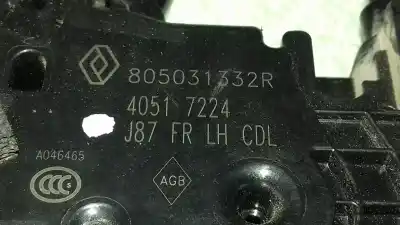 805031332R
4051 7224
J87 FR LH CDL
A046465
CCC
AGB